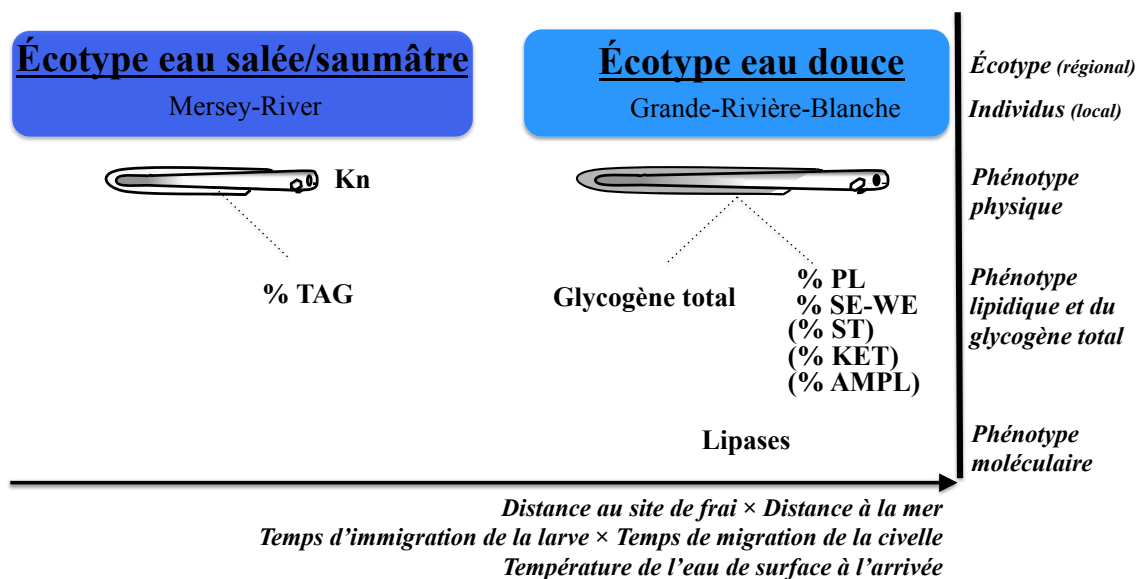 Écotype eau salée/saumâtre
Mersey-River
Écotype eau douce
Grande-Rivière-Blanche
Écotype (régional)
Individus (local)
Kn
Phénotype
physique
% TAG
Glycogène total
% PL
% SE-WE
(% ST)
(% KET)
(% AMPL)
Phénotype
lipidique et du
glycogène total
Lipases
Phénotype
moléculaire
Distance au site de frai × Distance à la mer
Temps d’immigration de la larve × Temps de migration de la civelle
Température de l’eau de surface à l’arrivée